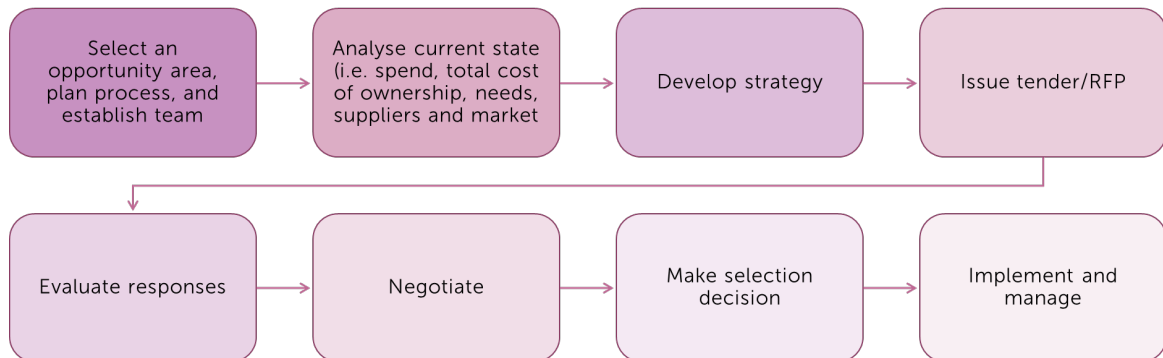 Select an
opportunity area,
plan process, and
establish team
Analyse current state
(i.e. spend, total cost
of ownership, needs,
suppliers and market
Develop strategy
Issue tender/RFP
Evaluate responses
Negotiate
Make selection
decision
Implement and
manage